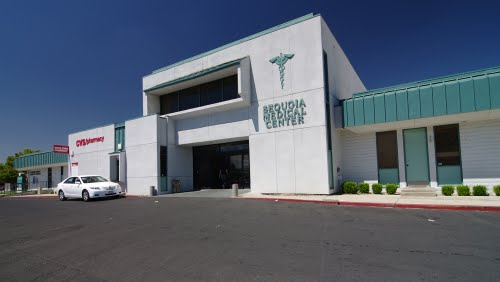 CVS/pharmacy
SEQUOIA
MEDICAL
CENTER